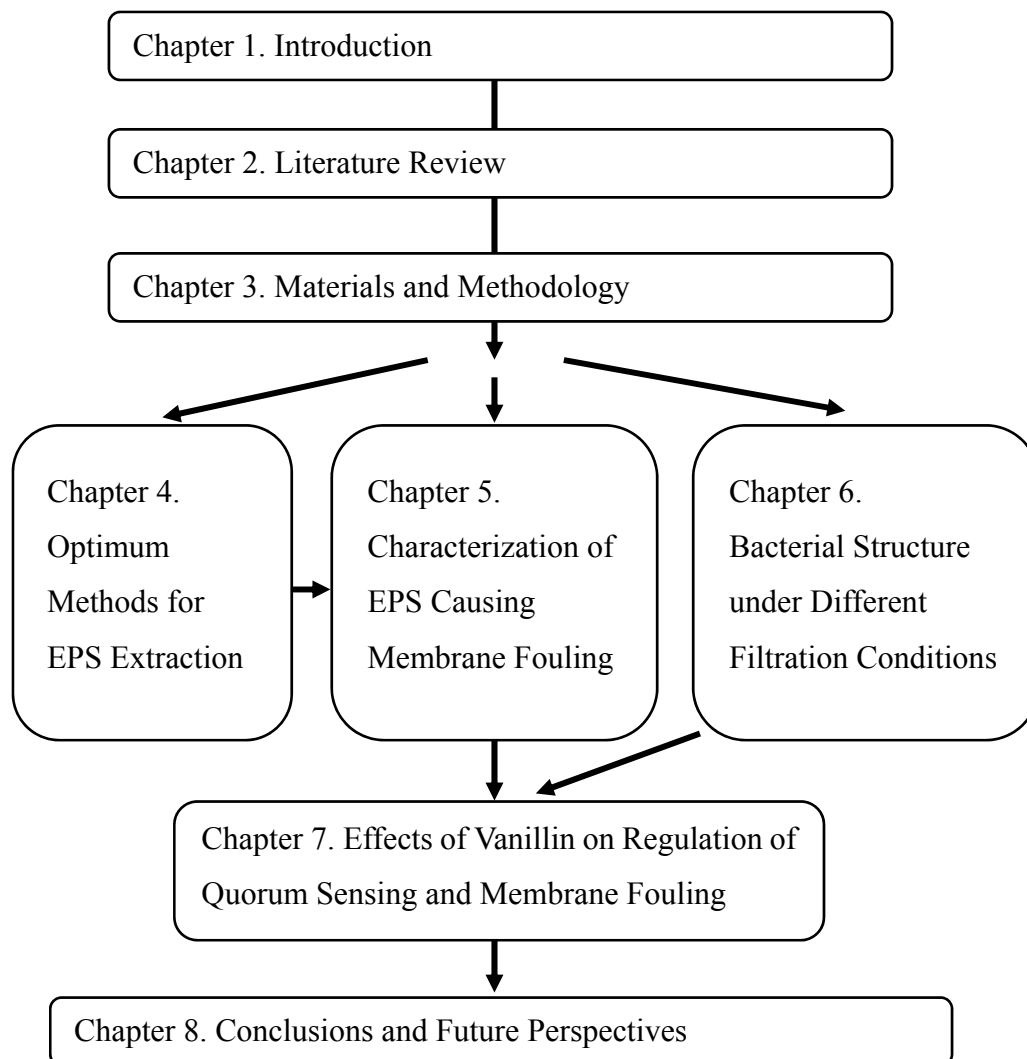 Chapter 1. Introduction
Chapter 2. Literature Review
Chapter 3. Materials and Methodology
Chapter 4.
Optimum
Methods for
EPS Extraction
Chapter 5.
Characterization of
EPS Causing
Membrane Fouling
Chapter 6.
Bacterial Structure
under Different
Filtration Conditions
Chapter 7. Effects of Vanillin on Regulation of
Quorum Sensing and Membrane Fouling
Chapter 8. Conclusions and Future Perspectives